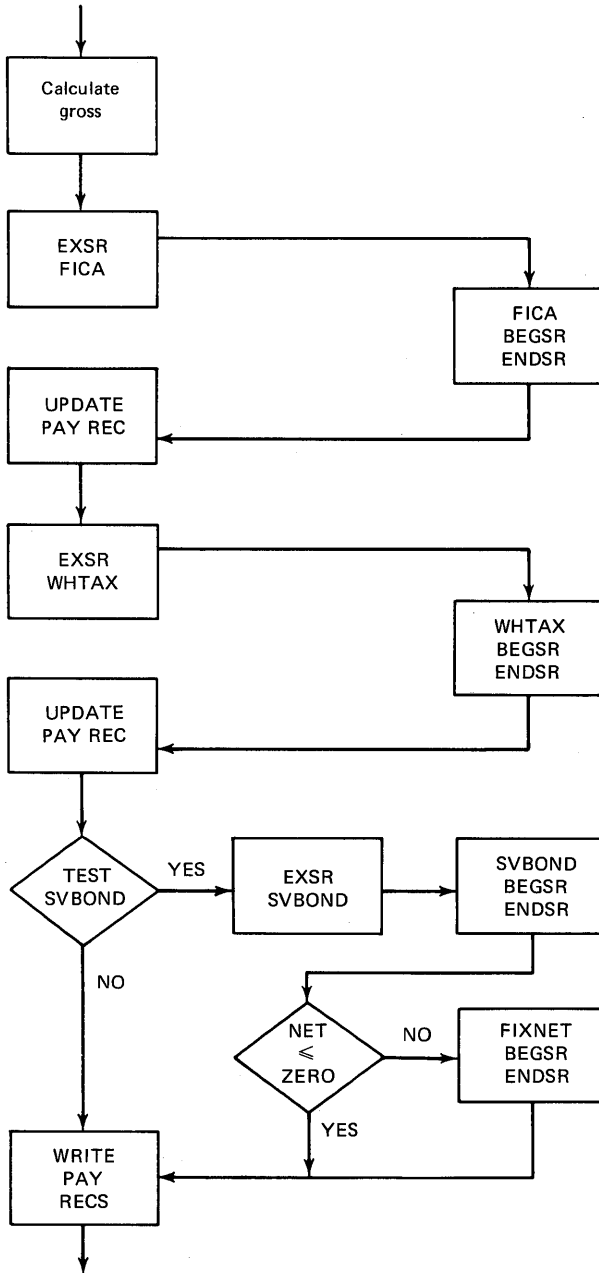 Calculate
gross
EXSR
FICA
FICA
BEGSR
ENDSR
UPDATE
PAY REC
EXSR
WHTAX
WHTAX
BEGSR
ENDSR
UPDATE
PAY REC
TEST
SVBOND
YES
EXSR
SVBOND
SVBOND
BEGSR
ENDSR
NO
NET
≤
ZERO
NO
FIXNET
BEGSR
ENDSR
YES
WRITE
PAY
RECS